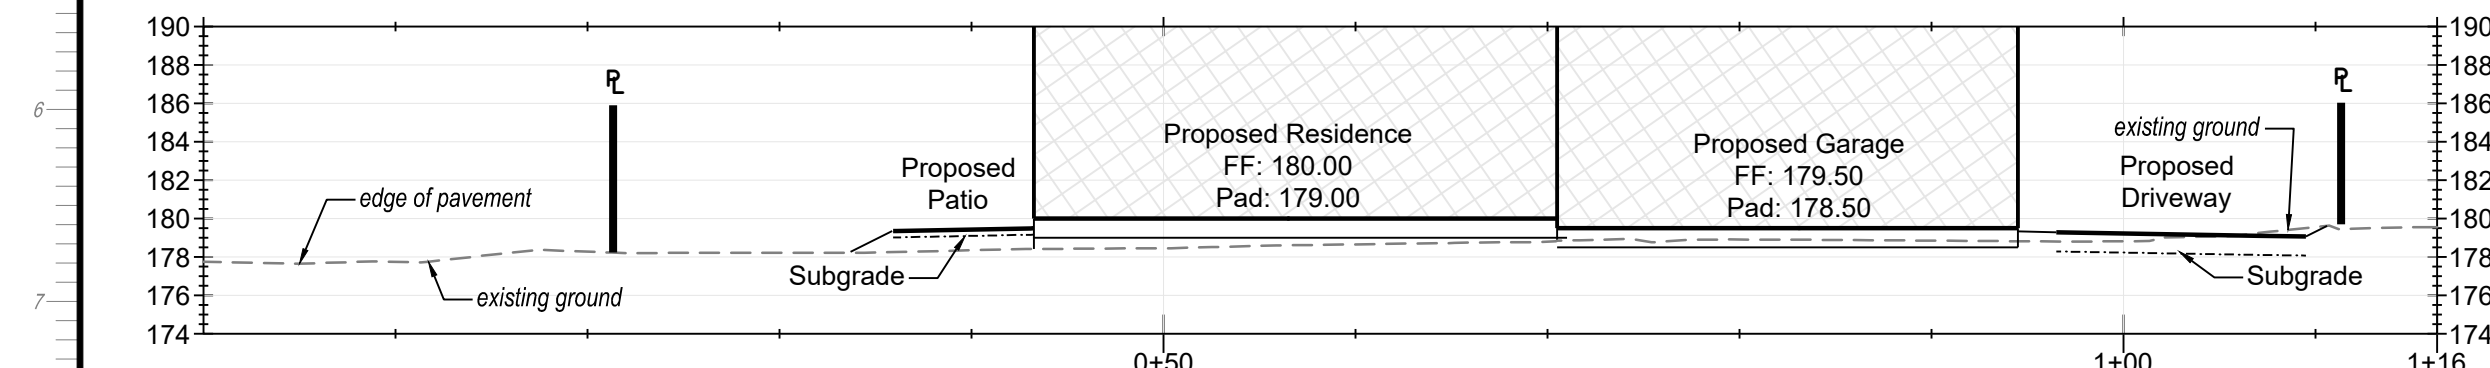 190
188
186
184
182
180
178
176
174
6
7
PL
edge of pavement
existing ground
Proposed
Patio
Subgrade
Proposed Residence
FF: 180.00
Pad: 179.00
Proposed Garage
FF: 179.50
Pad: 178.50
existing ground
Proposed
Driveway
Subgrade
PL
190
188
186
184
182
180
178
176
174
0+50
1+00
1+16